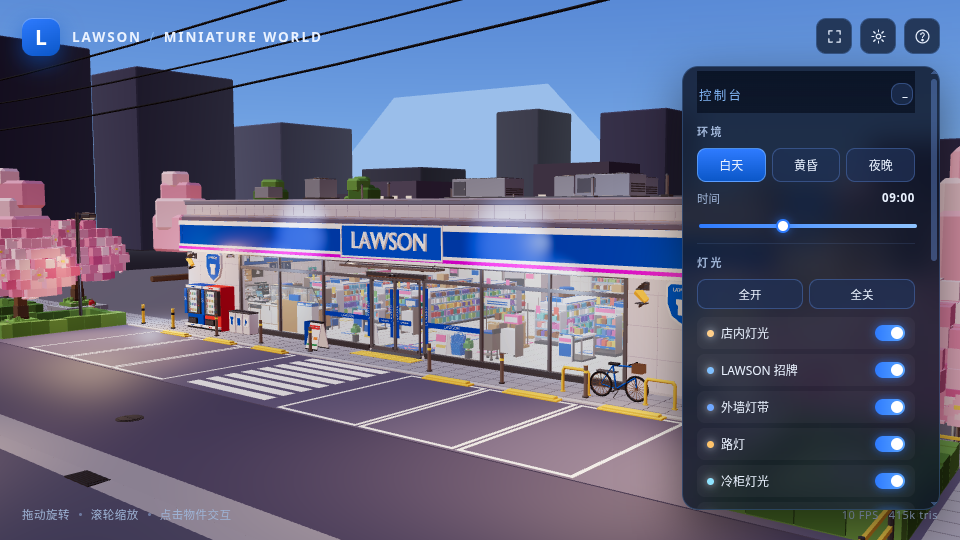 L LAWSON / MINIATURE WORLD
控制台
环境
白天 黄昏 夜晚
时间 09:00
灯光
全开 全关
店内灯光
LAWSON 招牌
外墙灯带
路灯
冷柜灯光
LAWSON
拖动旋转 • 滚轮缩放 • 点击物件交互
10 FPS 415k tris